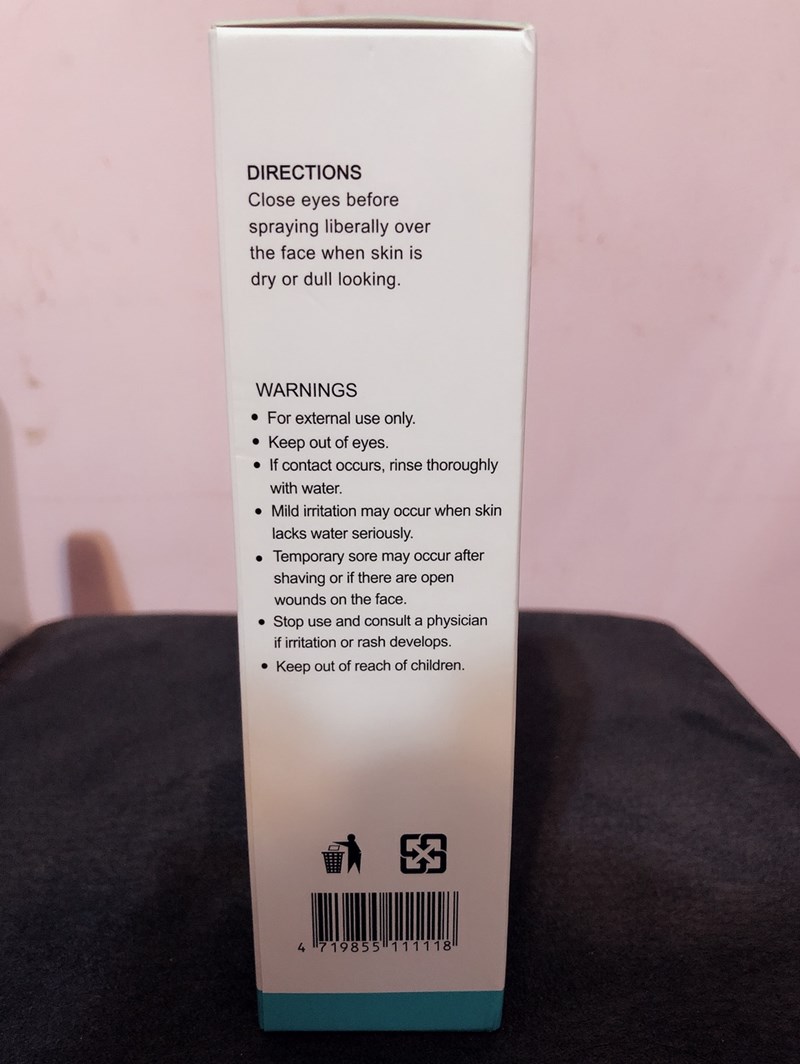 DIRECTIONS
Close eyes before
spraying liberally over
the face when skin is
dry or dull looking.
WARNINGS
• For external use only.
• Keep out of eyes.
• If contact occurs, rinse thoroughly
with water.
• Mild irritation may occur when skin
lacks water seriously.
• Temporary sore may occur after
shaving or if there are open
wounds on the face.
• Stop use and consult a physician
if irritation or rash develops.
• Keep out of reach of children.
4 719855 111118